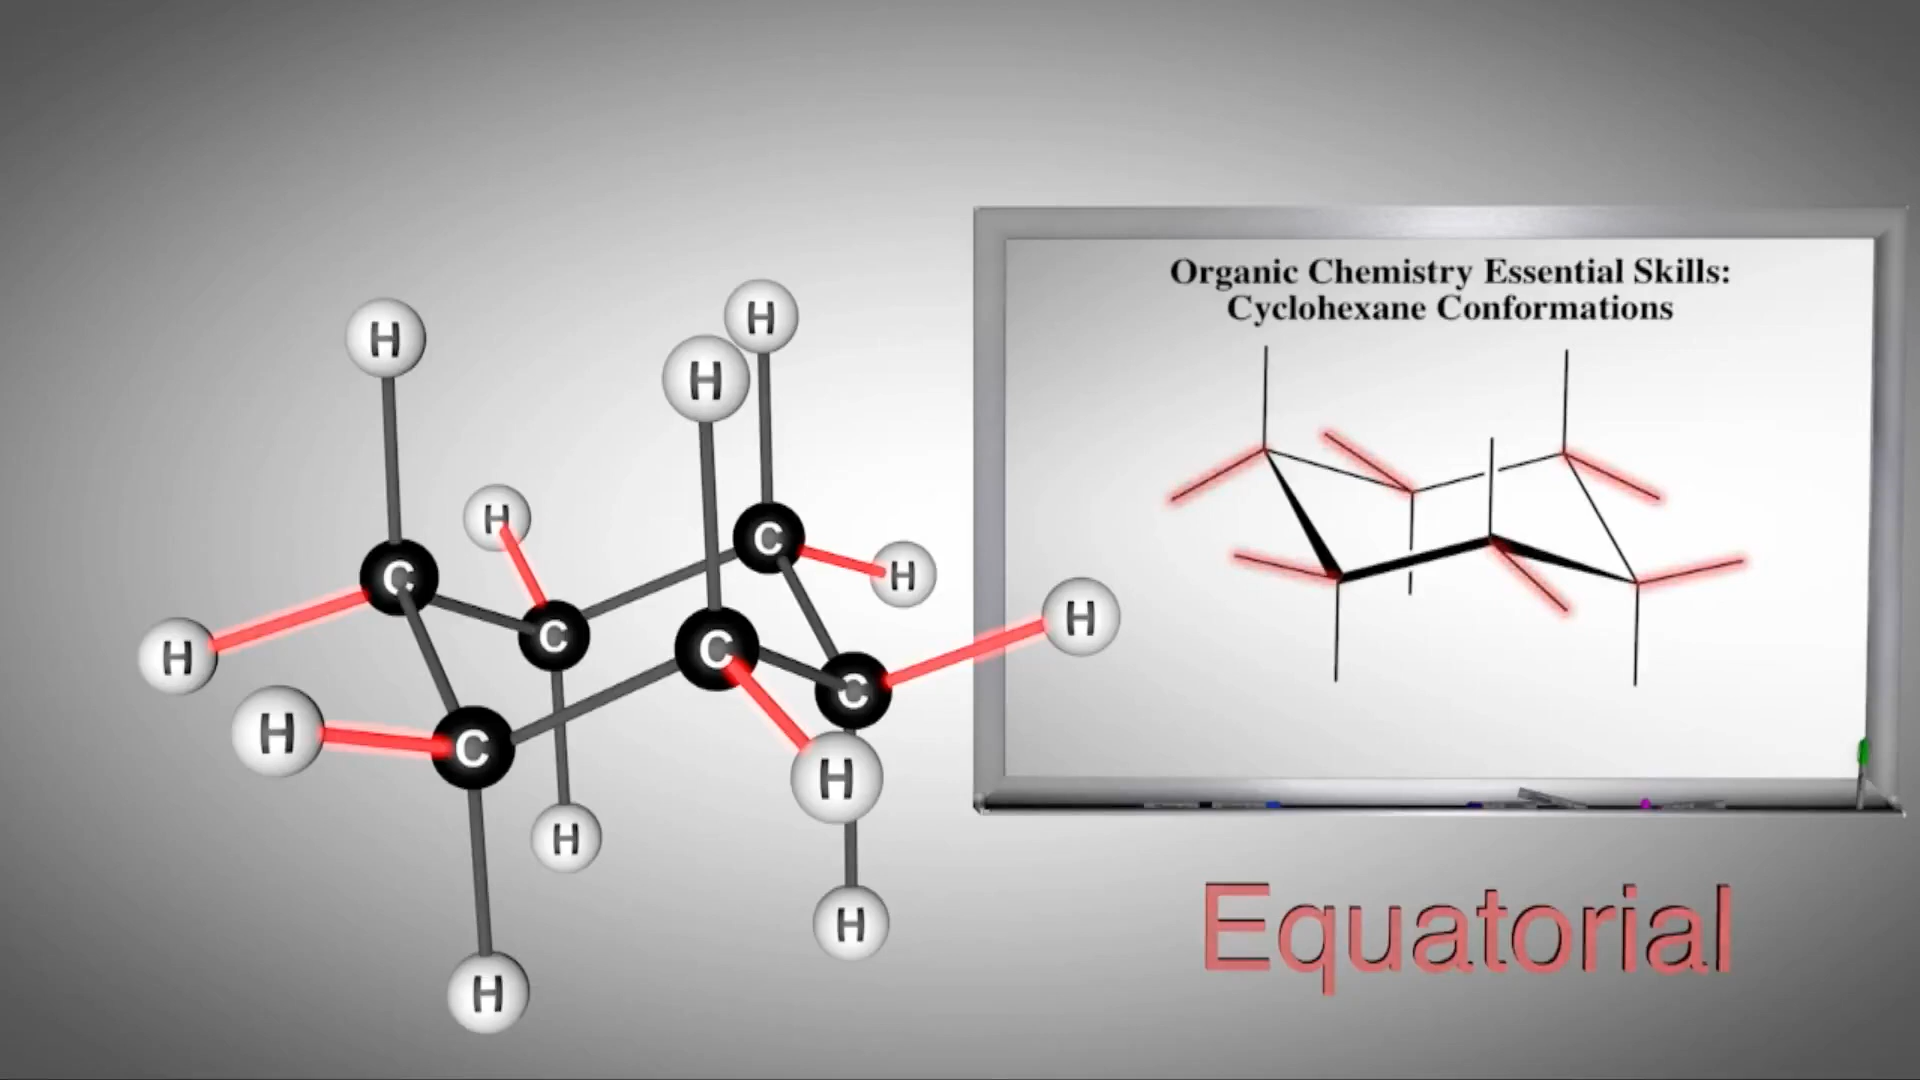 H
H
H
H
C
C
H
H
C
C
C
H
H
C
H
H
H
H
Organic Chemistry Essential Skills:
Cyclohexane Conformations
Equatorial